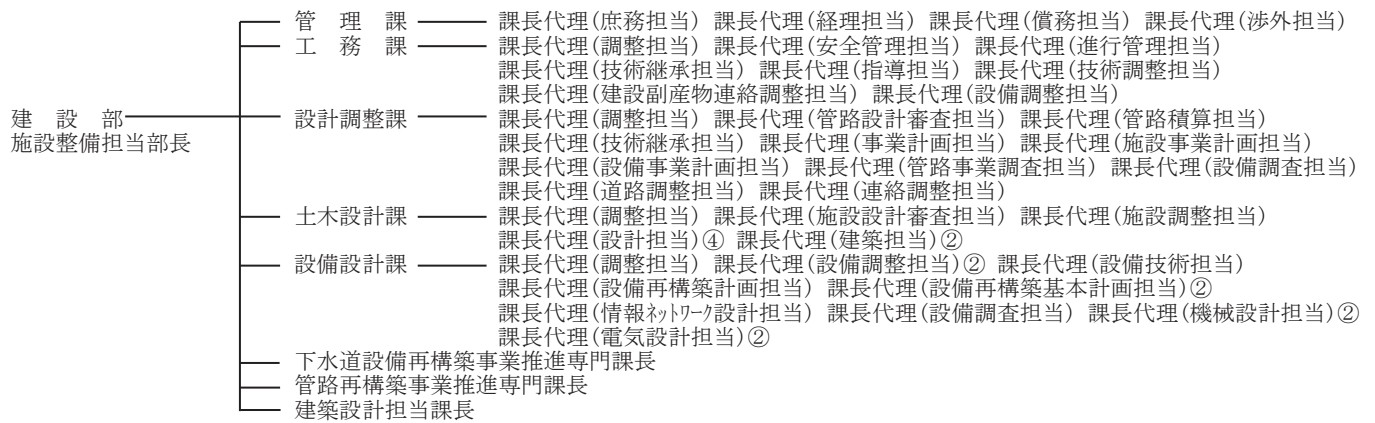 管理課 課長代理(庶務担当) 課長代理(経理担当) 課長代理(償務担当) 課長代理(渉外担当)
工務課 課長代理(調整担当) 課長代理(安全管理担当) 課長代理(進行管理担当)
課長代理(技術継承担当) 課長代理(指導担当) 課長代理(技術調整担当)
課長代理(建設副産物連絡調整担当) 課長代理(設備調整担当)
建設部 設計調整課 課長代理(調整担当) 課長代理(管路設計審査担当) 課長代理(管路積算担当)
施設整備担当部長 課長代理(技術継承担当) 課長代理(事業計画担当) 課長代理(施設事業計画担当)
課長代理(設備事業計画担当) 課長代理(管路事業調査担当) 課長代理(設備調査担当)
課長代理(道路調整担当) 課長代理(連絡調整担当)
土木設計課 課長代理(調整担当) 課長代理(施設設計審査担当) 課長代理(施設調整担当)
課長代理(設計担当)④ 課長代理(建築担当)②
設備設計課 課長代理(調整担当) 課長代理(設備調整担当)② 課長代理(設備技術担当)
課長代理(設備再構築計画担当) 課長代理(設備再構築基本計画担当)②
課長代理(情報ﾈｯﾄﾜｰｸ設計担当) 課長代理(設備調査担当) 課長代理(機械設計担当)②
課長代理(電気設計担当)②
下水道設備再構築事業推進専門課長
管路再構築事業推進専門課長
建築設計担当課長